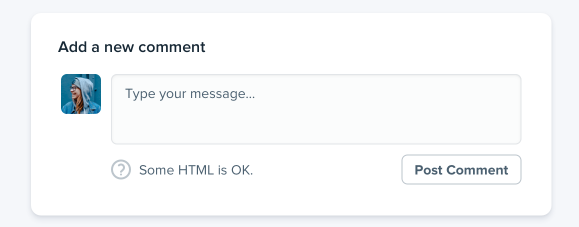 Add a new comment
Type your message...
? Some HTML is OK.
Post Comment